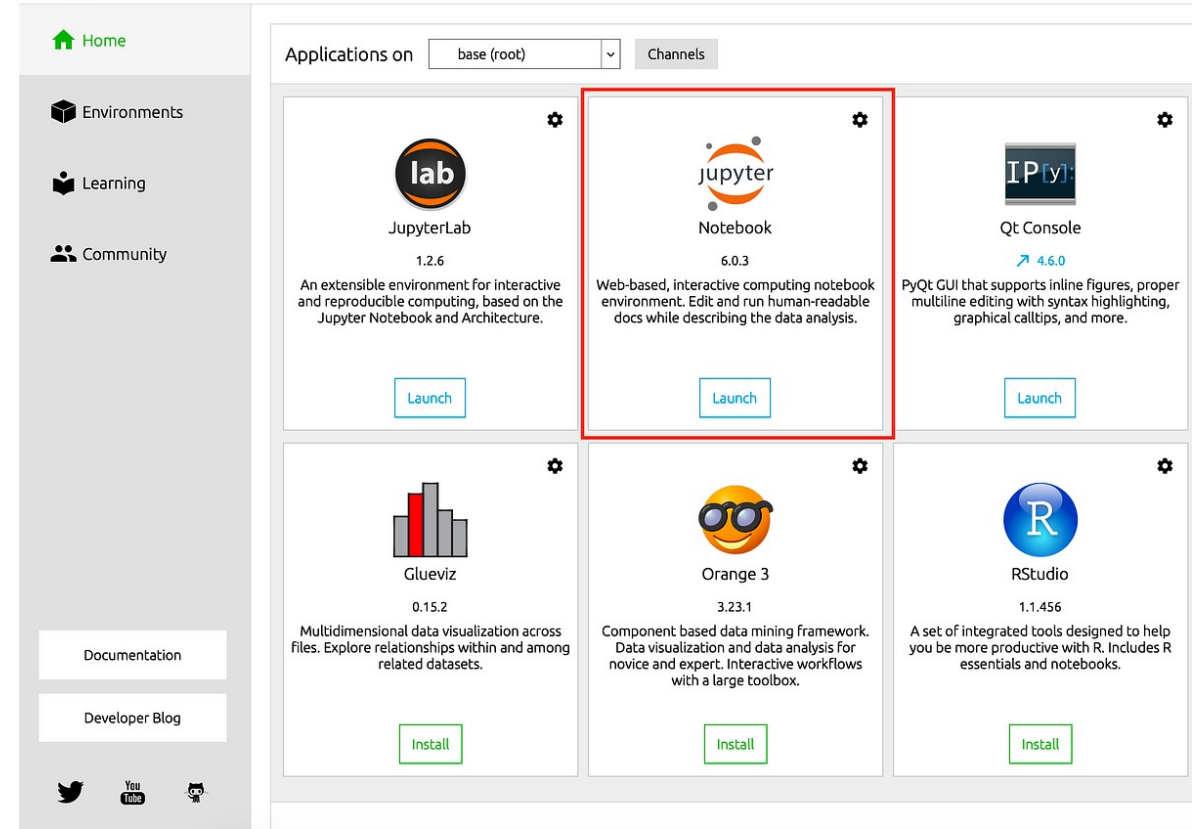 Home
Environments
Learning
Community
Documentation
Developer Blog
You
Tube
Applications on
base (root)
Channels
lab
JupyterLab
1.2.6
An extensible environment for interactive
and reproducible computing, based on the
Jupyter Notebook and Architecture.
Launch
jupyter
Notebook
6.0.3
Web-based, interactive computing notebook
environment. Edit and run human-readable
docs while describing the data analysis.
Launch
IP[y]:
Qt Console
4.6.0
PyQt GUI that supports inline figures, proper
multiline editing with syntax highlighting,
graphical calltips, and more.
Launch
Glueviz
0.15.2
Multidimensional data visualization across
files. Explore relationships within and among
related datasets.
Install
Orange 3
3.23.1
Component based data mining framework.
Data visualization and data analysis for
novice and expert. Interactive workflows
with a large toolbox.
Install
R
RStudio
1.1.456
A set of integrated tools designed to help
you be more productive with R. Includes R
essentials and notebooks.
Install